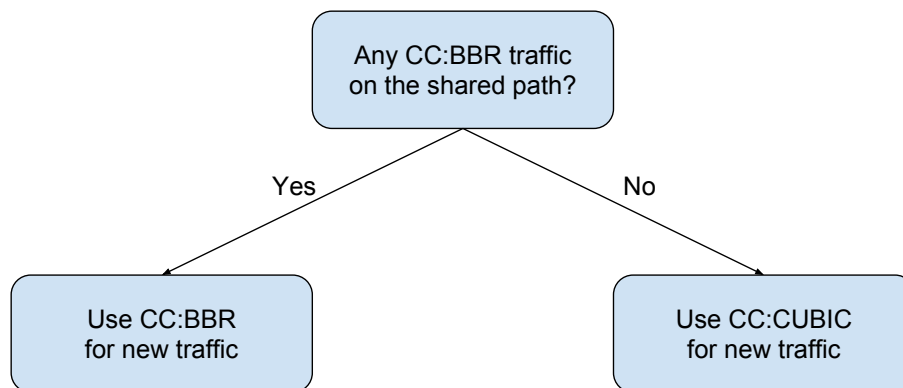 Any CC:BBR traffic
on the shared path?
Yes
No
Use CC:BBR
for new traffic
Use CC:CUBIC
for new traffic